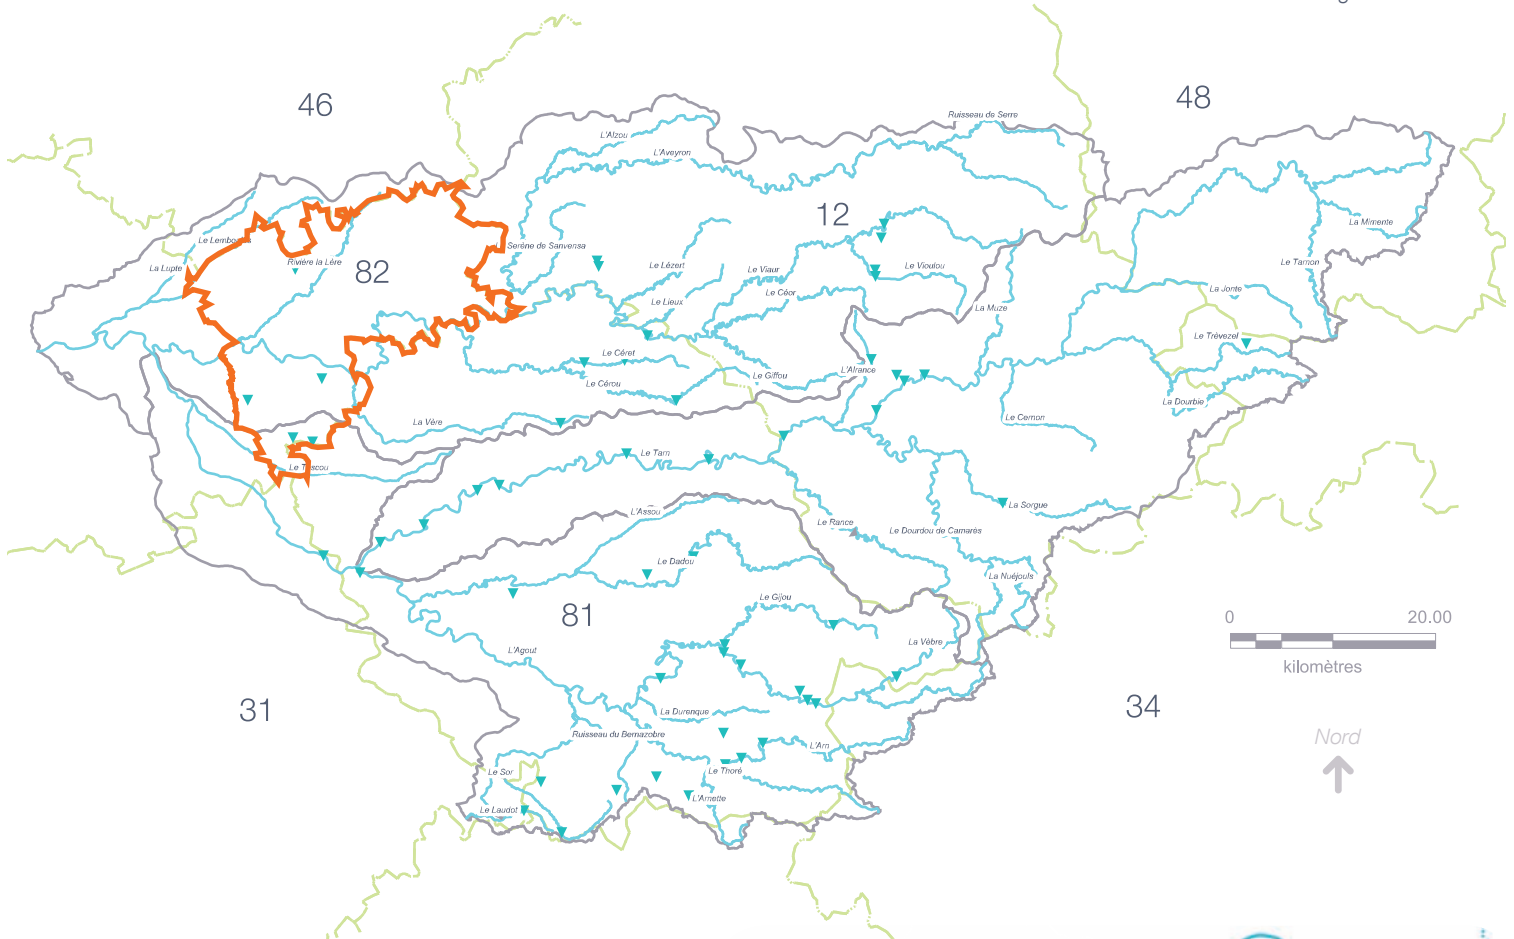 46
48
Ruisseau de Serre
L'Alzou
L'Aveyron
12
La Mimente
Le Lembous
Serène de Sanvensa
Rivière la Lère
82
La Lupte
Le Lézert
Le Viaur
Le Vioulou
Le Tarnon
Le Céor
La Jonte
Le Lieux
La Muze
Le Trévezel
Le Céret
L'Alrance
Le Giffou
Le Cérou
La Dourbie
Le Cernon
La Vère
Le Tarn
Le Tescou
La Sorgue
L'Assou
Le Rance
Le Dourdou de Camarès
Le Dadou
La Nuéjouls
Le Gijou
81
0 20.00
kilomètres
La Vèbre
L'Agout
31
La Durenque
34
Ruisseau du Bernazobre
Nord
L'Arn
Le Sor
Le Thoré
L'Arnette
Le Laudot